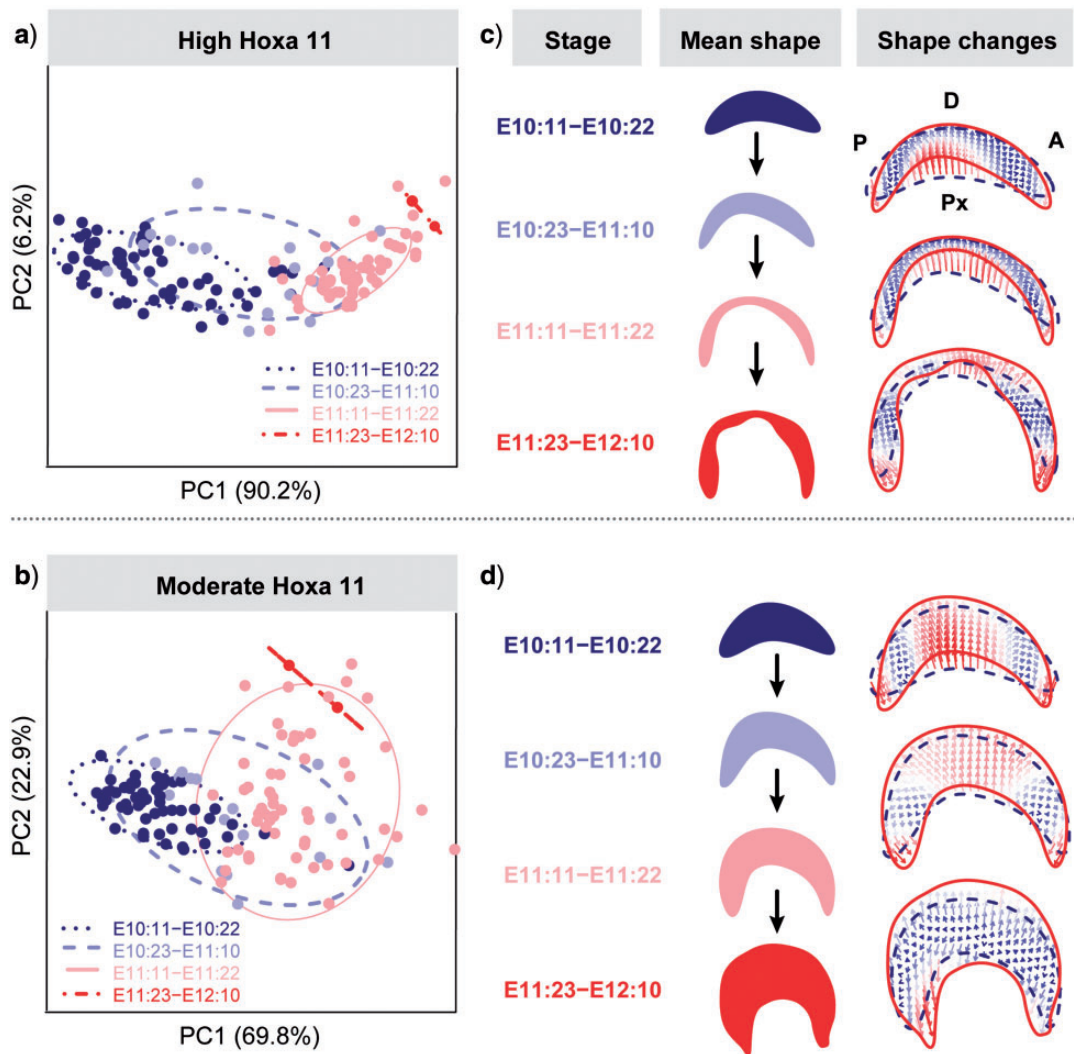 a)
High Hoxa 11
PC2 (6.2%)
E10:11–E10:22
E10:23–E11:10
E11:11–E11:22
E11:23–E12:10
PC1 (90.2%)
c)
Stage
Mean shape
Shape changes
E10:11–E10:22
E10:23–E11:10
E11:11–E11:22
E11:23–E12:10
D
P
A
Px
b)
Moderate Hoxa 11
PC2 (22.9%)
E10:11–E10:22
E10:23–E11:10
E11:11–E11:22
E11:23–E12:10
PC1 (69.8%)
d)
E10:11–E10:22
E10:23–E11:10
E11:11–E11:22
E11:23–E12:10